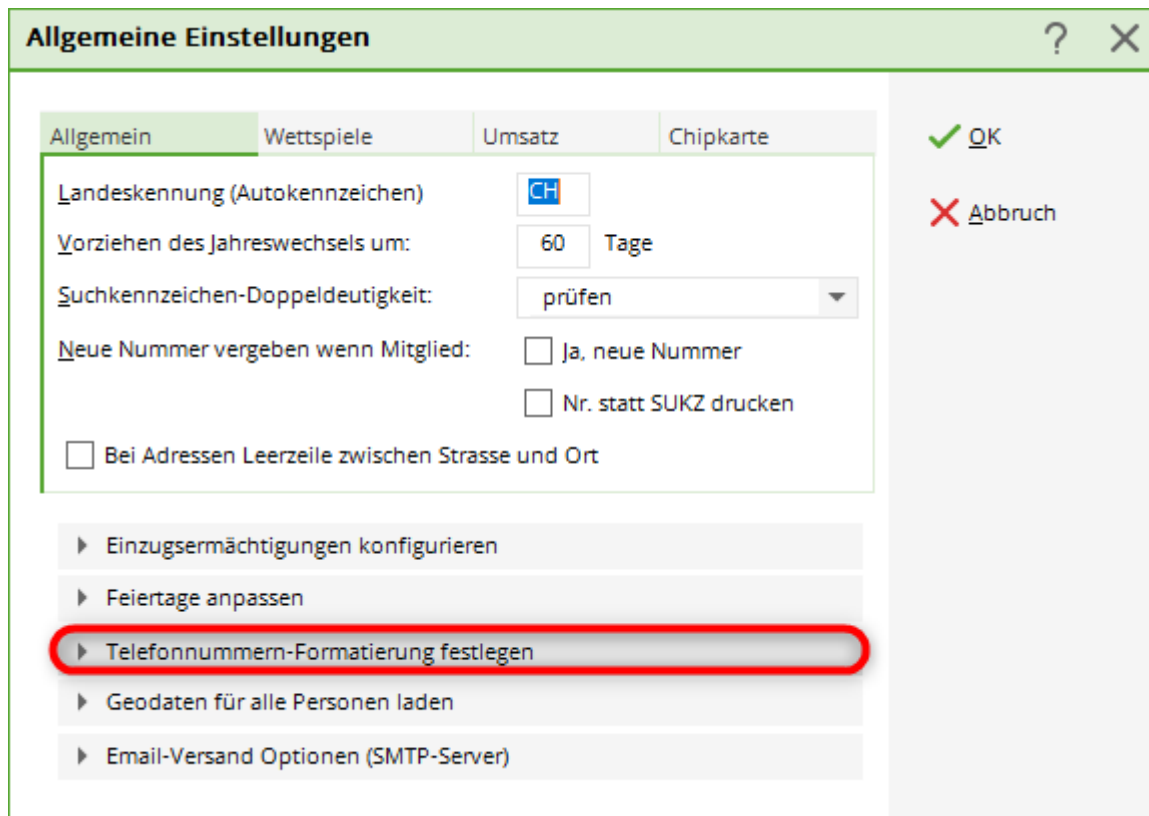 Allgemeine Einstellungen ?
Allgemein Wettspiele Umsatz Chipkarte
Landeskennung (Autokennzeichen) CH
Vorziehen des Jahreswechsels um: 60 Tage
Suchkennzeichen-Doppeldeutigkeit: prüfen
Neue Nummer vergeben wenn Mitglied: Ja, neue Nummer
Nr. statt SUKZ drucken
Bei Adressen Leerzeile zwischen Strasse und Ort
Einzugsermächtigungen konfigurieren
Feiertage anpassen
Telefonnummern-Formatierung festlegen
Geodaten für alle Personen laden
Email-Versand Optionen (SMTP-Server)
OK
Abbruch